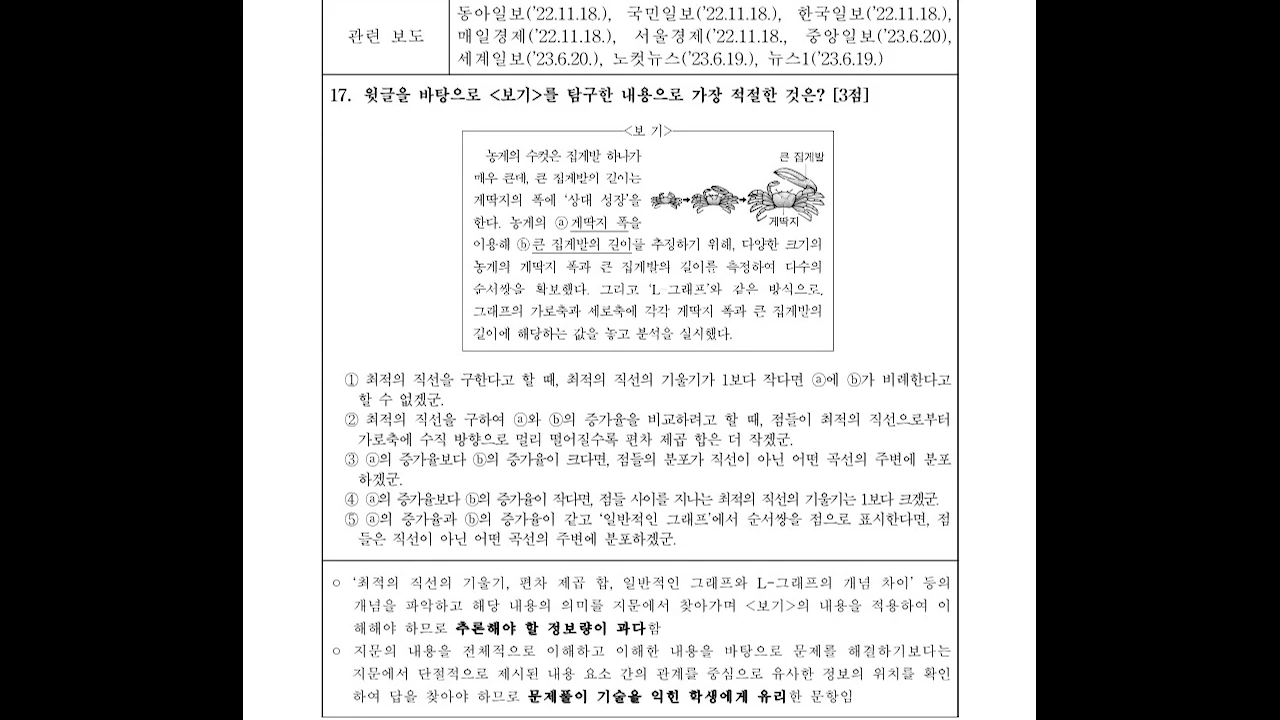 관련 보도
동아일보('22.11.18.), 국민일보('22.11.18.), 한국일보('22.11.18.),
매일경제('22.11.18.), 서울경제('22.11.18., 중앙일보('23.6.20),
세계일보('23.6.20.), 노컷뉴스('23.6.19.), 뉴스1('23.6.19.)
17. 윗글을 바탕으로 <보기>를 탐구한 내용으로 가장 적절한 것은? [3점]
<보 기>
농게의 수컷은 집게발 하나가
매우 큰데, 큰 집게발의 길이는
게딱지의 폭에 '상대 성장'을
한다. 농게의 ⓐ게딱지 폭을
큰 집게발
게딱지
이용해 ⓑ큰 집게발의 길이를 추정하기 위해, 다양한 크기의
농게의 게딱지 폭과 큰 집게발의 길이를 측정하여 다수의
순서쌍을 확보했다. 그리고 'L-그래프'와 같은 방식으로,
그래프의 가로축과 세로축에 각각 게딱지 폭과 큰 집게발의
길이에 해당하는 값을 놓고 분석을 실시했다.
① 최적의 직선을 구한다고 할 때, 최적의 직선의 기울기가 1보다 작다면 ⓐ에 ⓑ가 비례한다고
할 수 없겠군.
② 최적의 직선을 구하여 ⓐ와 ⓑ의 증가율을 비교하려고 할 때, 점들이 최적의 직선으로부터
가로축에 수직 방향으로 멀리 떨어질수록 편차 제곱 합은 더 작겠군.
③ ⓐ의 증가율보다 ⓑ의 증가율이 크다면, 점들의 분포가 직선이 아닌 어떤 곡선의 주변에 분포
하겠군.
④ ⓐ의 증가율보다 ⓑ의 증가율이 작다면, 점들 사이를 지나는 최적의 직선의 기울기는 1보다 크겠군.
⑤ ⓐ의 증가율과 ⓑ의 증가율이 같고 '일반적인 그래프'에서 순서쌍을 점으로 표시한다면, 점
들은 직선이 아닌 어떤 곡선의 주변에 분포하겠군.
○ '최적의 직선의 기울기, 편차 제곱 합, 일반적인 그래프와 L-그래프의 개념 차이' 등의
개념을 파악하고 해당 내용의 의미를 지문에서 찾아가며 <보기>의 내용을 적용하여 이
해해야 하므로 추론해야 할 정보량이 과다함
○ 지문의 내용을 전체적으로 이해하고 이해한 내용을 바탕으로 문제를 해결하기보다는
지문에서 단절적으로 제시된 내용 요소 간의 관계를 중심으로 유사한 정보의 위치를 확인
하여 답을 찾아야 하므로 문제풀이 기술을 익힌 학생에게 유리한 문항임